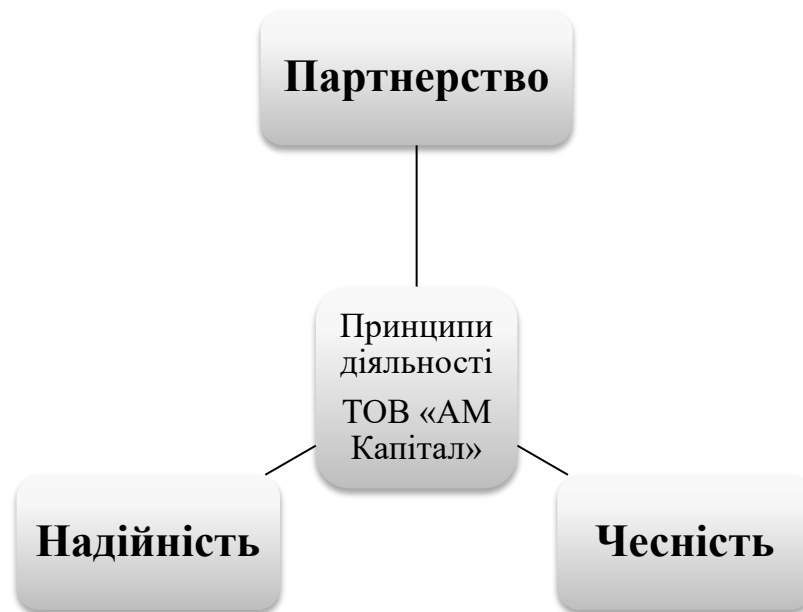 Партнерство
Принципи
діяльності
ТОВ «АМ
Капітал»
Надійність
Чесність